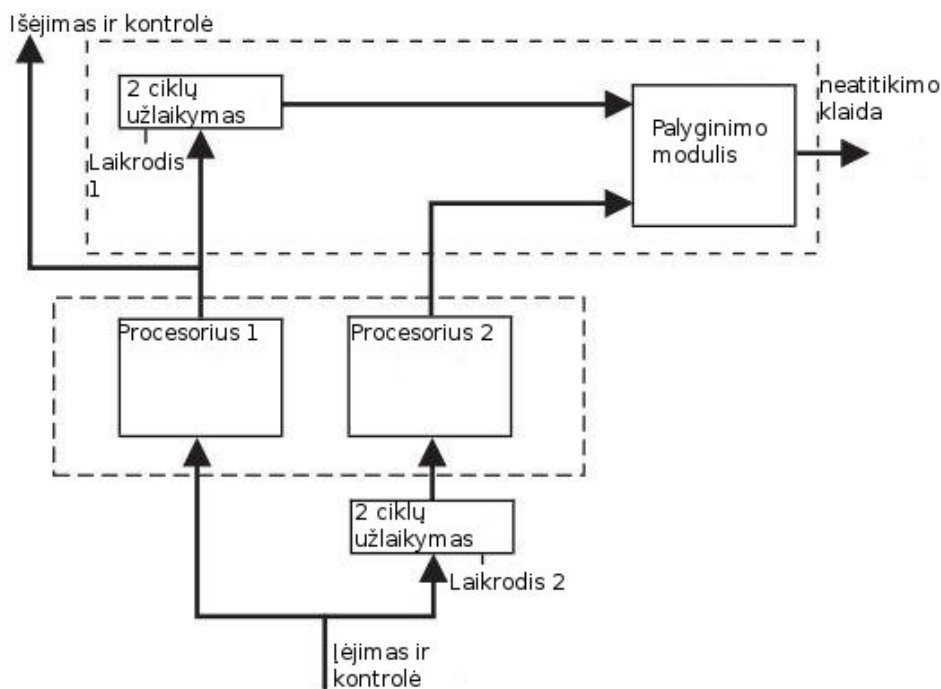 Išėjimas ir kontrolė
2 ciklų
užlaikymas
Laikrodis
1
Palyginimo
modulis
neatitikimo
klaida
Procesorius 1
Procesorius 2
2 ciklų
užlaikymas
Laikrodis 2
Įėjimas ir
kontrolė